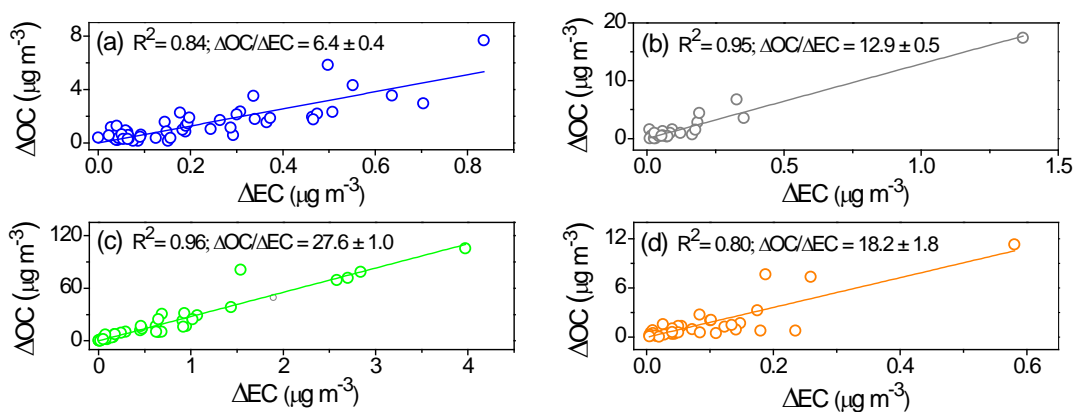 (a) R²= 0.84; ΔOC/ΔEC = 6.4 ± 0.4
8
4
0
ΔOC (μg m⁻³)
0.0 0.2 0.4 0.6 0.8
ΔEC (μg m⁻³)
(b) R²= 0.95; ΔOC/ΔEC = 12.9 ± 0.5
20
10
0
ΔOC (μg m⁻³)
0.0 0.5 1.0 1.5
ΔEC (μg m⁻³)
(c) R²= 0.96; ΔOC/ΔEC = 27.6 ± 1.0
120
60
0
ΔOC (μg m⁻³)
0 1 2 3 4
ΔEC (μg m⁻³)
(d) R²= 0.80; ΔOC/ΔEC = 18.2 ± 1.8
12
6
0
ΔOC (μg m⁻³)
0.0 0.2 0.4 0.6
ΔEC (μg m⁻³)